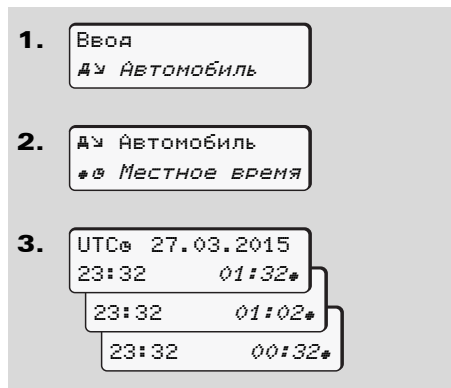 1. Ввод
Автомобиль
2. Автомобиль
Местное время
3. UTC 27.03.2015
23:32 01:32
23:32 01:02
23:32 00:32